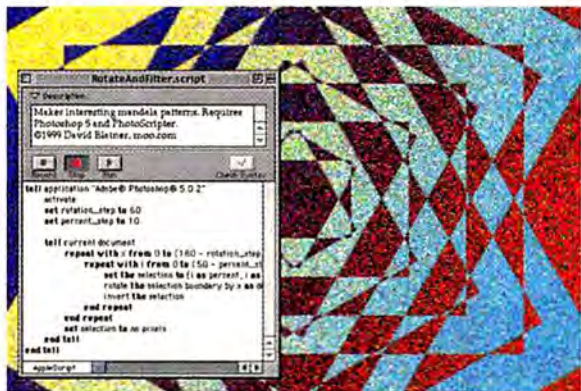 RotateAndFilter.script
Description:
Makes interesting mandala patterns. Requires
Photoshop 5 and PhotoScripter.
©1999 David Blatner, moo.com
Record Stop Run Check Syntax
tell application "Adobe® Photoshop® 5.0.2"
activate
set rotation_step to 60
set percent_step to 10
tell current document
repeat with x from 0 to (180 - rotation_step
repeat with i from 0 to (50 - percent_st
set the selection to {i as percent, i as
rotate the selection boundary by x as de
invert the selection
end repeat
end repeat
set selection to no pixels
end tell
end tell
AppleScript